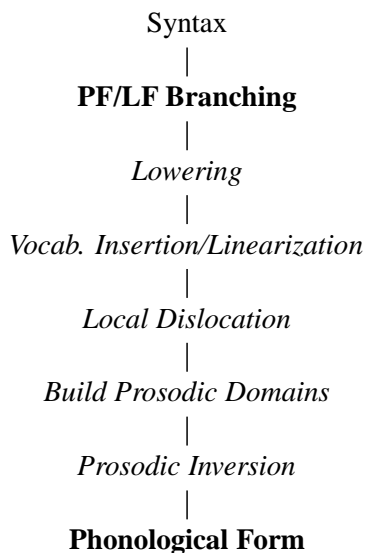 Syntax
PF/LF Branching
Lowering
Vocab. Insertion/Linearization
Local Dislocation
Build Prosodic Domains
Prosodic Inversion
Phonological Form